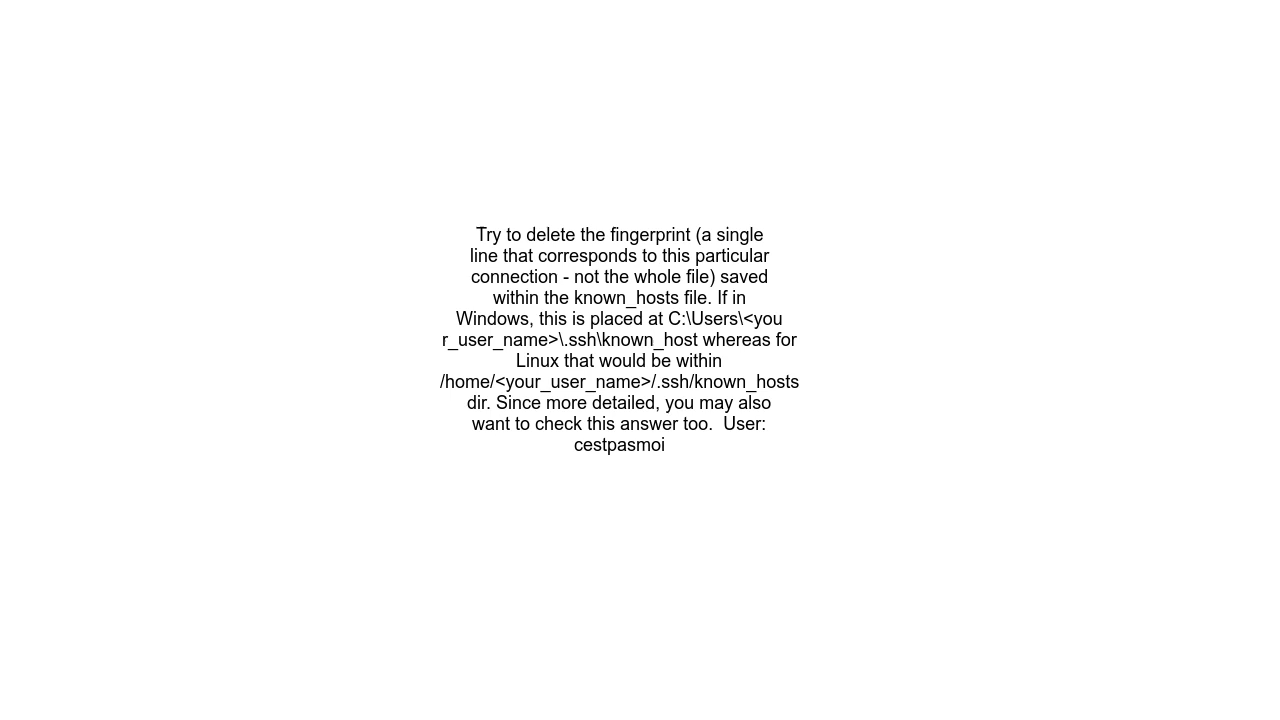 Try to delete the fingerprint (a single
line that corresponds to this particular
connection - not the whole file) saved
within the known_hosts file. If in
Windows, this is placed at C:\Users\<you
r_user_name>\.ssh\known_host whereas for
Linux that would be within
/home/<your_user_name>/.ssh/known_hosts
dir. Since more detailed, you may also
want to check this answer too.  User:
cestpasmoi